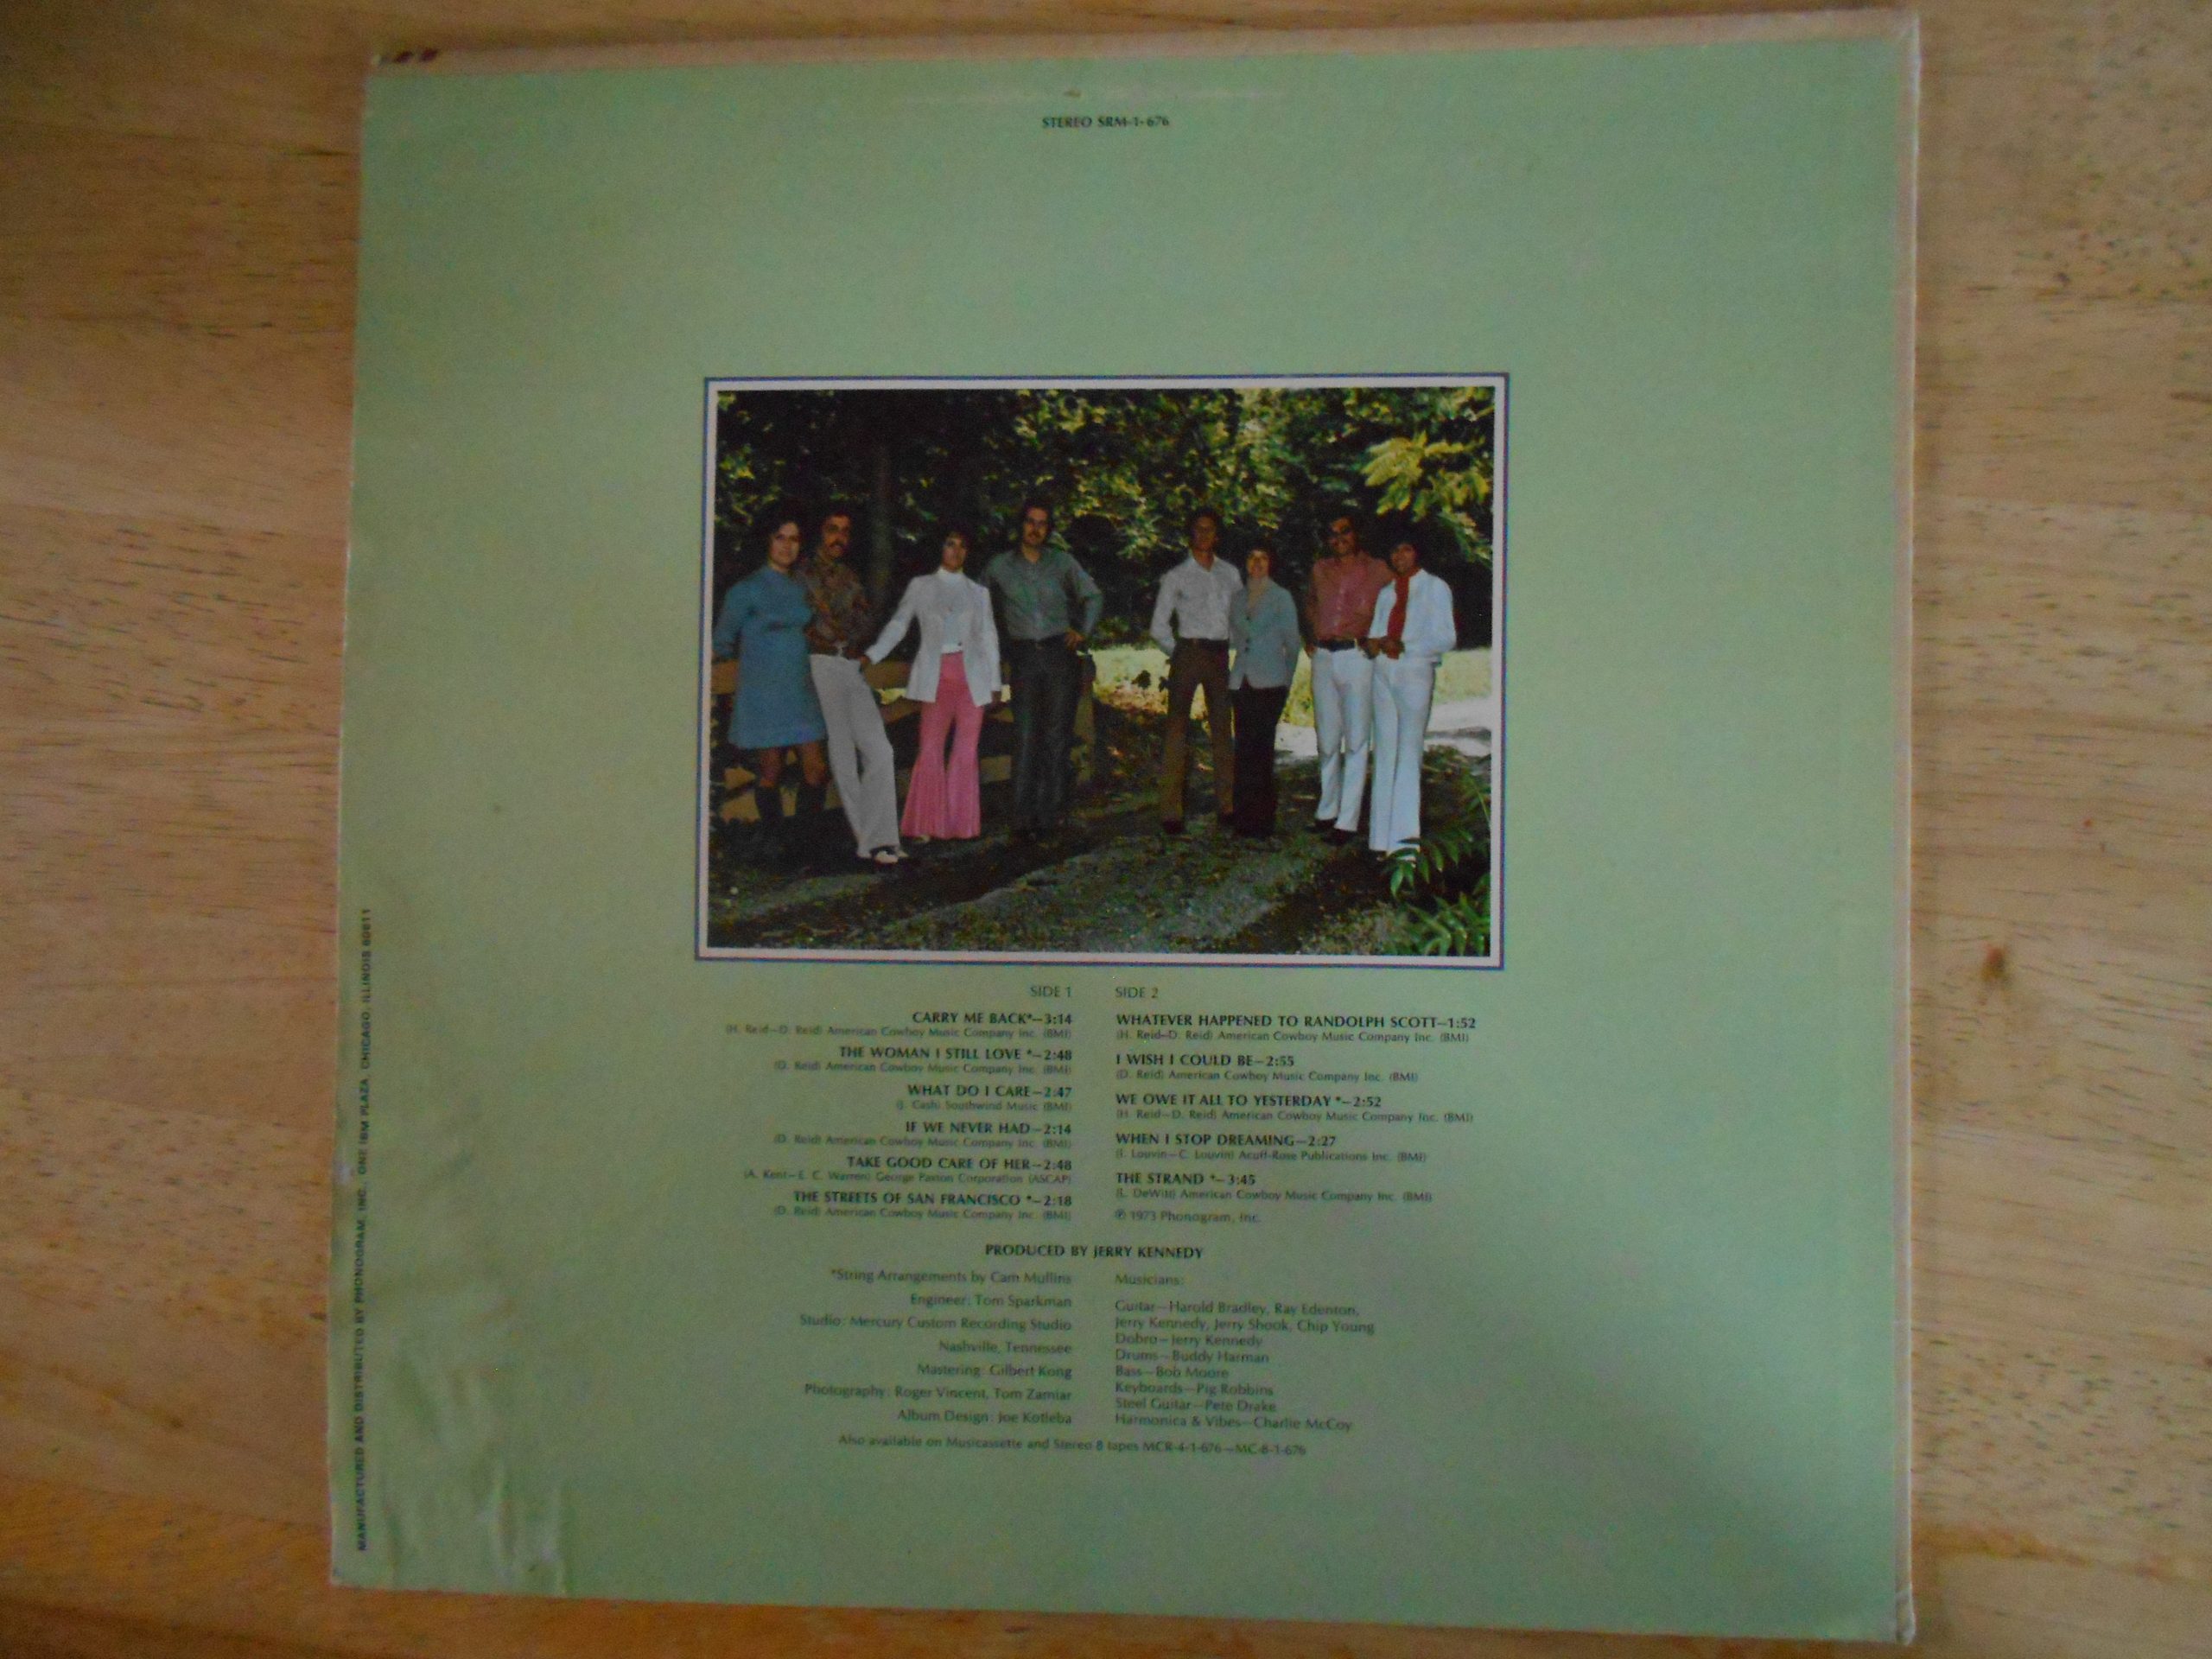 STEREO SRM-1-676
SIDE 1
CARRY ME BACK*—3:14
(H. Reid—D. Reid) American Cowboy Music Company Inc. (BMI)
THE WOMAN I STILL LOVE *—2:48
(D. Reid) American Cowboy Music Company Inc. (BMI)
WHAT DO I CARE—2:47
(J. Cash) Southwind Music (BMI)
IF WE NEVER HAD—2:14
(D. Reid) American Cowboy Music Company Inc. (BMI)
TAKE GOOD CARE OF HER—2:48
(A. Kent—E. C. Warren) George Paxton Corporation (ASCAP)
THE STREETS OF SAN FRANCISCO *—2:18
(D. Reid) American Cowboy Music Company Inc. (BMI)
SIDE 2
WHATEVER HAPPENED TO RANDOLPH SCOTT—1:52
(H. Reid—D. Reid) American Cowboy Music Company Inc. (BMI)
I WISH I COULD BE—2:55
(D. Reid) American Cowboy Music Company Inc. (BMI)
WE OWE IT ALL TO YESTERDAY *—2:52
(H. Reid—D. Reid) American Cowboy Music Company Inc. (BMI)
WHEN I STOP DREAMING—2:27
(I. Louvin—C. Louvin) Acuff-Rose Publications Inc. (BMI)
THE STRAND *—3:45
(L. DeWitt) American Cowboy Music Company Inc. (BMI)
℗ 1973 Phonogram, Inc.
PRODUCED BY JERRY KENNEDY
*String Arrangements by Cam Mullins
Engineer: Tom Sparkman
Studio: Mercury Custom Recording Studio
Nashville, Tennessee
Mastering: Gilbert Kong
Photography: Roger Vincent, Tom Zamiar
Album Design: Joe Kotleba
Musicians:
Guitar—Harold Bradley, Ray Edenton,
Jerry Kennedy, Jerry Shook, Chip Young
Dobro—Jerry Kennedy
Drums—Buddy Harman
Bass—Bob Moore
Keyboards—Pig Robbins
Steel Guitar—Pete Drake
Harmonica & Vibes—Charlie McCoy
Also available on Musicassette and Stereo 8 tapes MCR-4-1-676—MC-8-1-676
MANUFACTURED AND DISTRIBUTED BY PHONOGRAM, INC., ONE IBM PLAZA, CHICAGO, ILLINOIS 60611